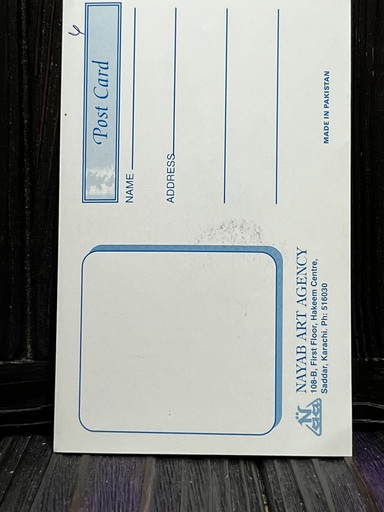 Post Card
NAME
ADDRESS
NAYAB ART AGENCY
108-B, First Floor, Hakeem Centre,
Saddar, Karachi. Ph: 516030
MADE IN PAKISTAN